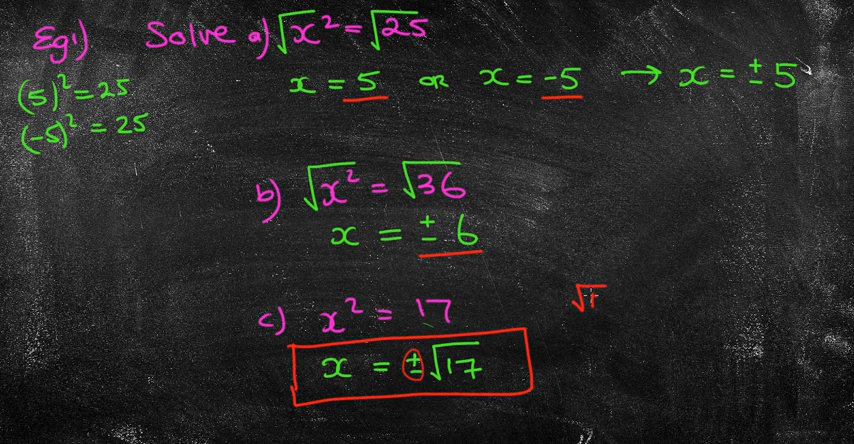 Eg1) Solve a) √x² = √25
(5)² = 25
x = 5 or x = -5 → x = ± 5
(-5)² = 25
b) √x² = √36
x = ± 6
c) x² = 17
x = ± √17